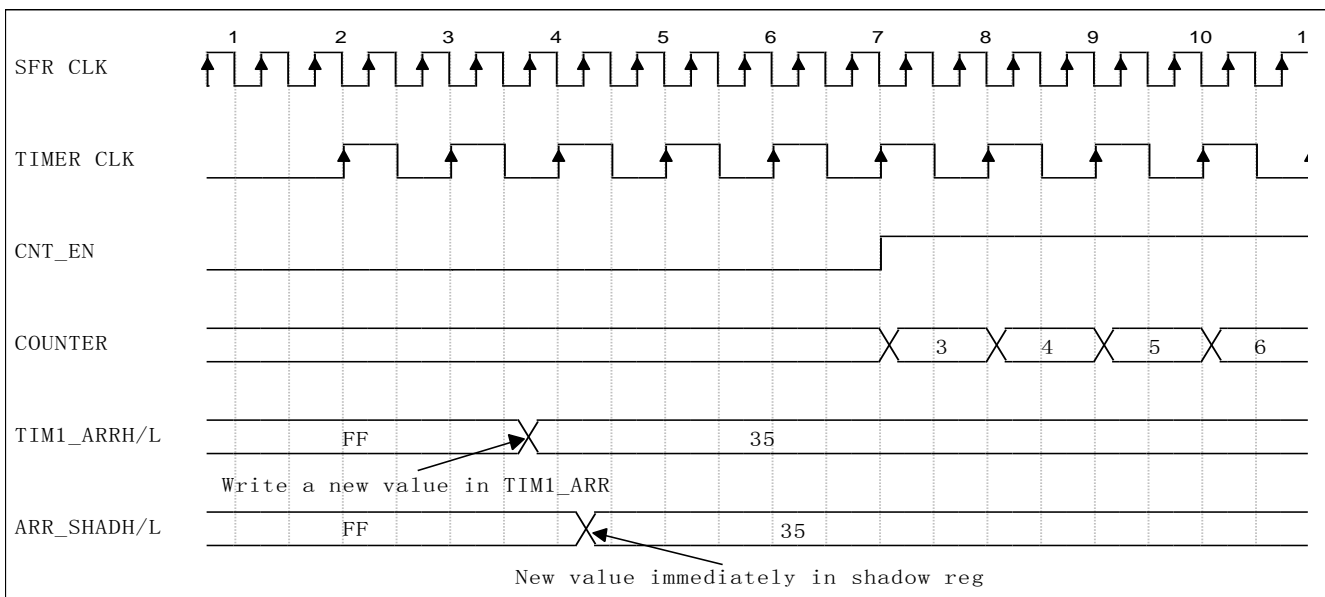 1 2 3 4 5 6 7 8 9 10 1
SFR CLK
TIMER CLK
CNT_EN
COUNTER 3 4 5 6
TIM1_ARRH/L FF 35
Write a new value in TIM1_ARR
ARR_SHADH/L FF 35
New value immediately in shadow reg